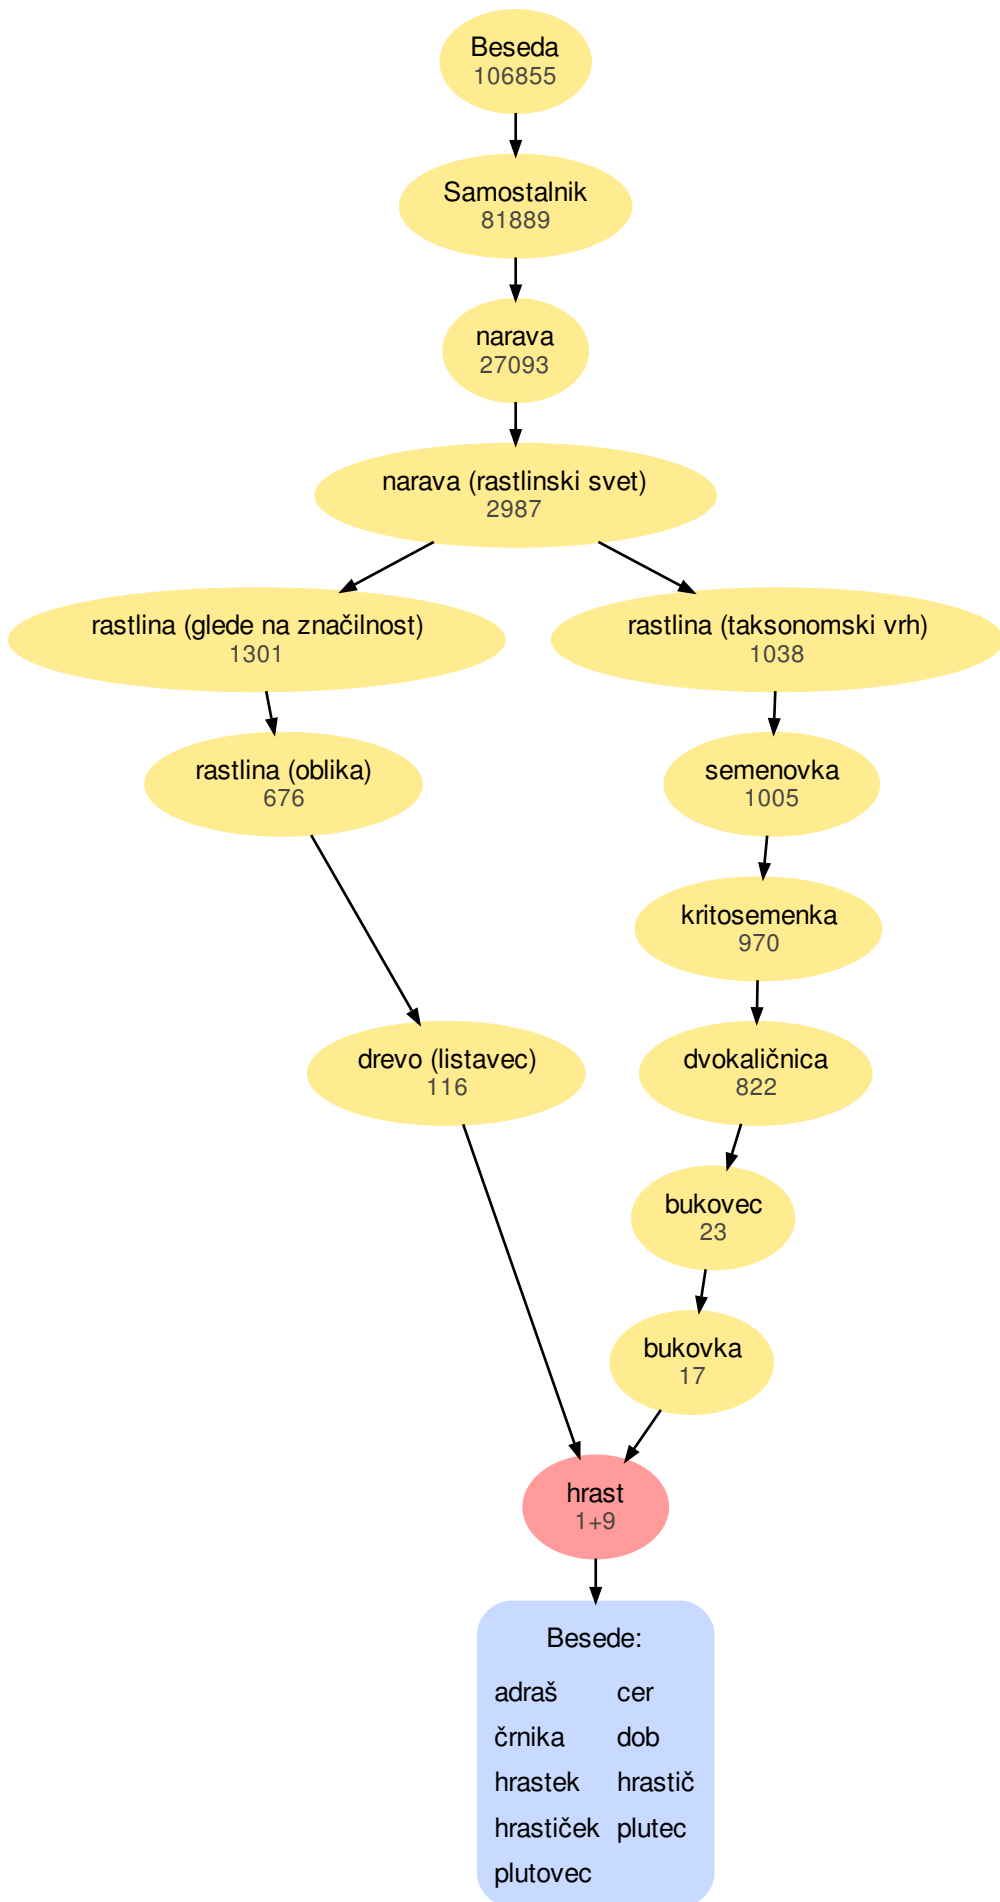 Beseda
106855
Samostalnik
81889
narava
27093
narava (rastlinski svet)
2987
rastlina (glede na značilnost)
1301
rastlina (taksonomski vrh)
1038
rastlina (oblika)
676
semenovka
1005
kritosemenka
970
drevo (listavec)
116
dvokaličnica
822
bukovec
23
bukovka
17
hrast
1+9
Besede:
adraš cer
črnika dob
hrastek hrastič
hrastiček plutec
plutovec